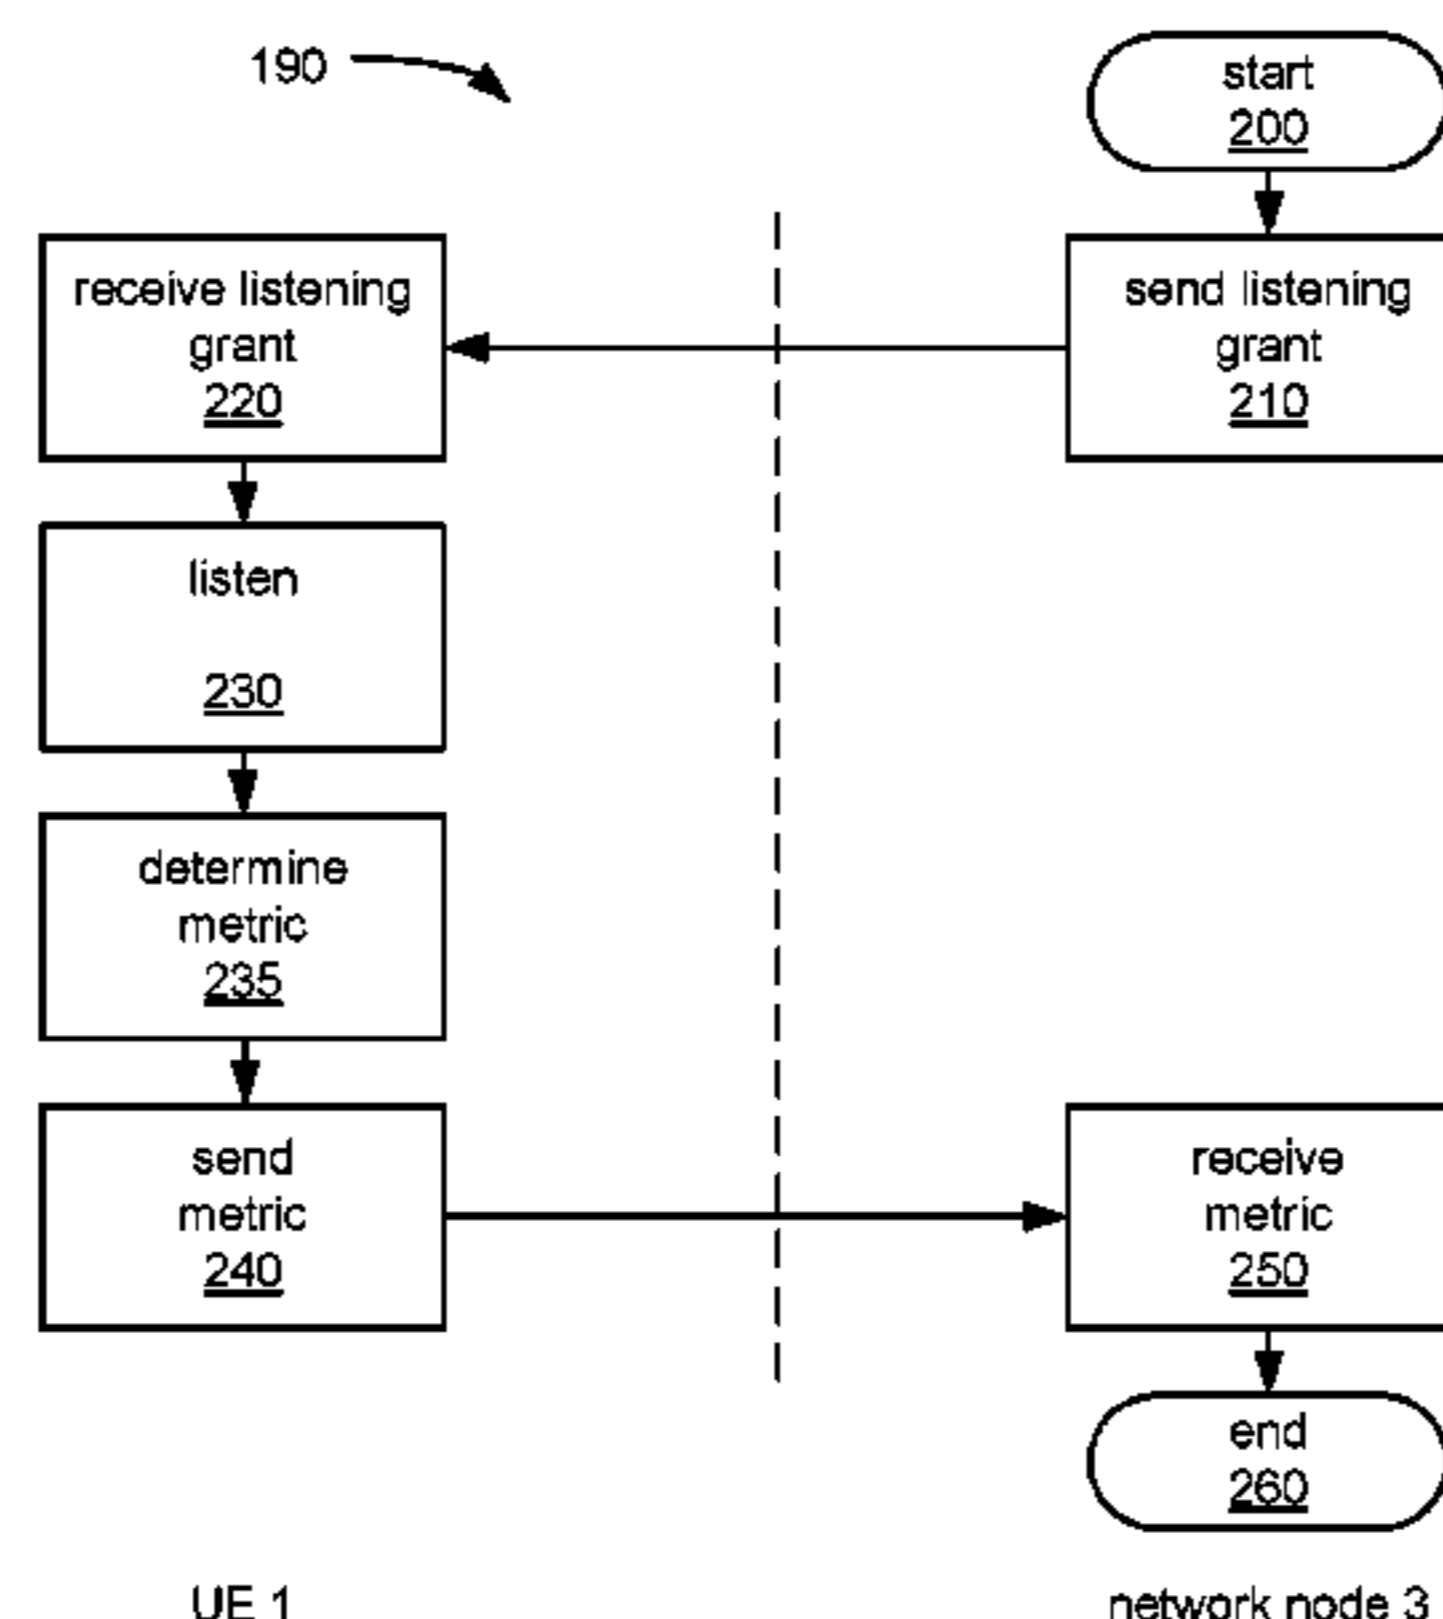 190
start
200
send listening
grant
210
receive listening
grant
220
listen
230
determine
metric
235
send
metric
240
receive
metric
250
end
260
UE 1
network node 3